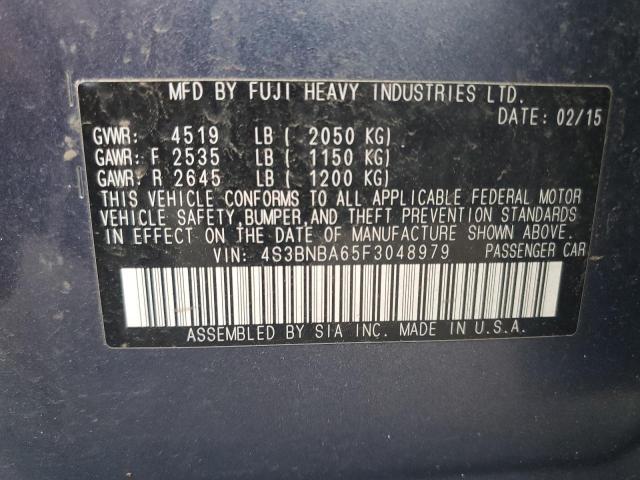 MFD BY FUJI HEAVY INDUSTRIES LTD.
DATE: 02/15
GVWR: 4519 LB ( 2050 KG)
GAWR: F 2535 LB ( 1150 KG)
GAWR: R 2645 LB ( 1200 KG)
THIS VEHICLE CONFORMS TO ALL APPLICABLE FEDERAL MOTOR
VEHICLE SAFETY,BUMPER,AND THEFT PREVENTION STANDARDS
IN EFFECT ON THE DATE OF MANUFACTURE SHOWN ABOVE.
VIN: 4S3BNBA65F3048979 PASSENGER CAR
ASSEMBLED BY SIA INC. MADE IN U.S.A.